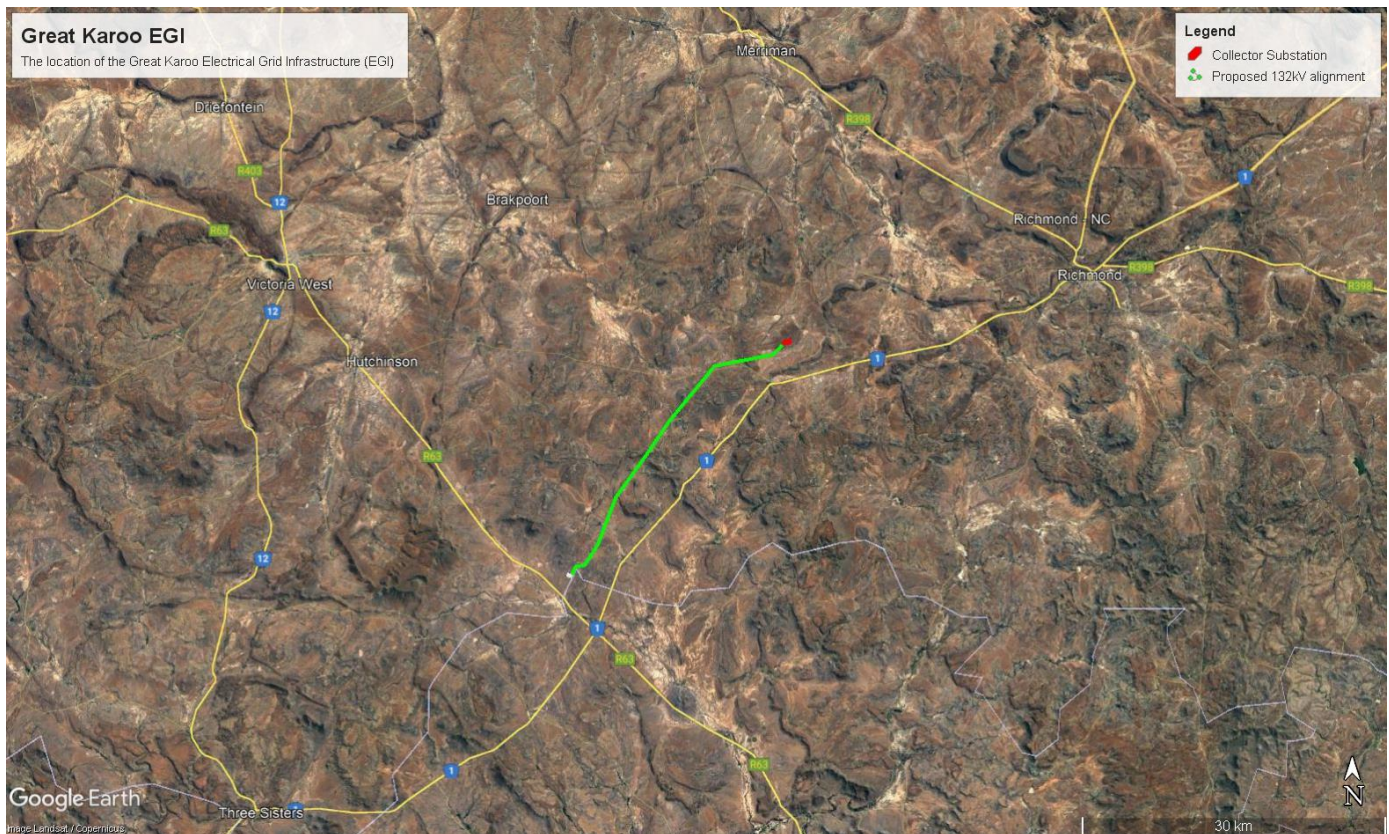 Great Karoo EGI
The location of the Great Karoo Electrical Grid Infrastructure (EGI)
Legend
Collector Substation
Proposed 132kV alignment
Merriman
Driefontein
R398
R403
1
Brakpoort
12
Richmond - NC
R63
R398
Richmond
Victoria West
R398
12
Hutchinson
1
R63
1
12
1
R63
R63
1
Google Earth
Three Sisters
Image Landsat / Copernicus
30 km
N